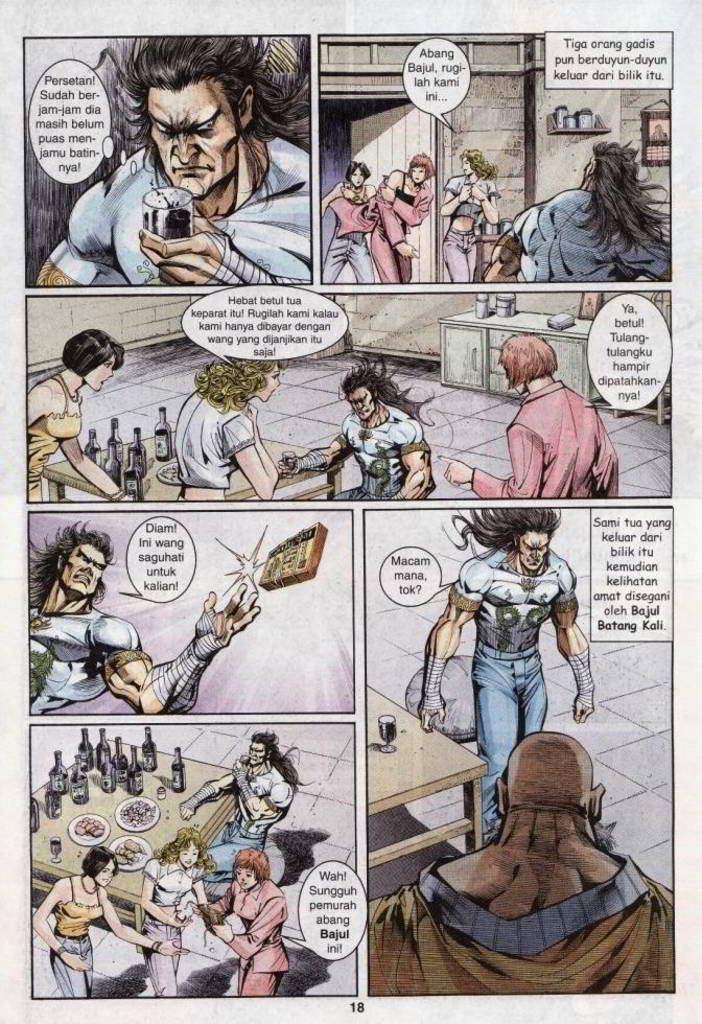 Persetan!
Sudah ber-
jam-jam dia
masih belum
puas men-
jamu batin-
nya!
Abang
Bajul, rugi-
lah kami
ini...
Tiga orang gadis
pun berduyun-duyun
keluar dari bilik itu.
Hebat betul tua
keparat itu! Rugilah kami kalau
kami hanya dibayar dengan
wang yang dijanjikan itu
saja!
Ya,
betul!
Tulang-
tulangku
hampir
dipatahkan-
nya!
Diam!
Ini wang
saguhati
untuk
kalian!
Macam
mana,
tok?
Sami tua yang
keluar dari
bilik itu
kemudian
kelihatan
amat disegani
oleh Bajul
Batang Kali.
Wah!
Sungguh
pemurah
abang
Bajul
ini!
18